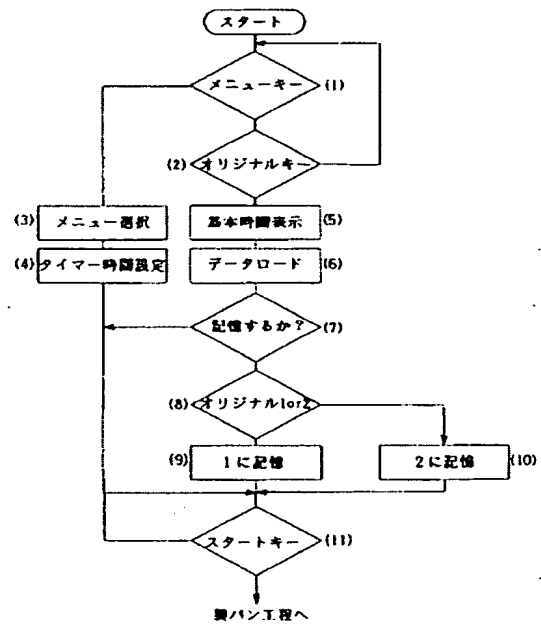 スタート
メニューキー (1)
(2) オリジナルキー
(3) メニュー選択
基本時間表示 (5)
(4) タイマー時間設定
データロード (6)
記憶するか? (7)
(8) オリジナル1or2
(9) 1に記憶
2に記憶 (10)
スタートキー (11)
製パン工程へ